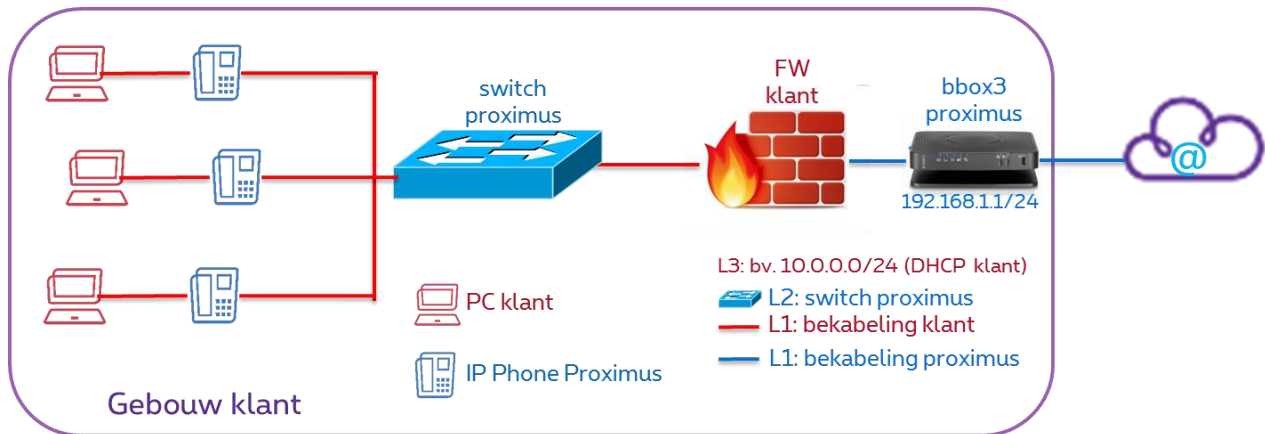 switch
proximus
FW
klant
bbox3
proximus
@
192.168.1.1/24
L3: bv. 10.0.0.0/24 (DHCP klant)
L2: switch proximus
L1: bekabeling klant
L1: bekabeling proximus
PC klant
IP Phone Proximus
Gebouw klant